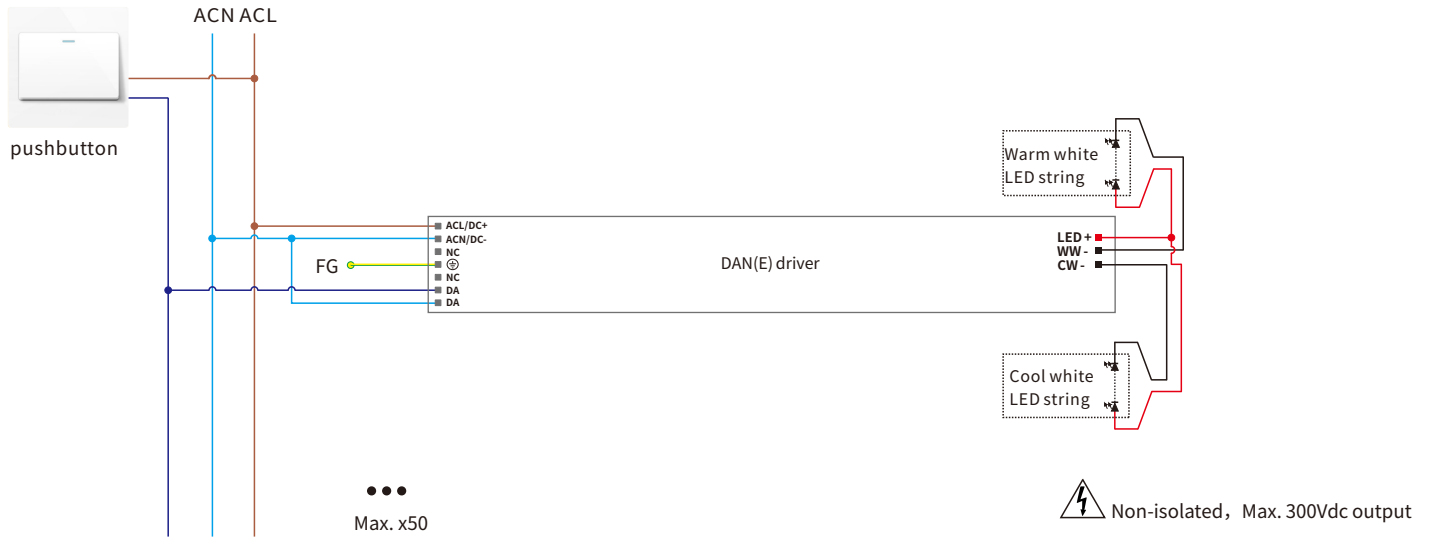 ACN ACL
pushbutton
Warm white
LED string
ACL/DC+
ACN/DC-
NC
NC
DA
DA
FG
DAN(E) driver
LED+
WW-
CW-
Cool white
LED string
Max. x50
Non-isolated，Max. 300Vdc output